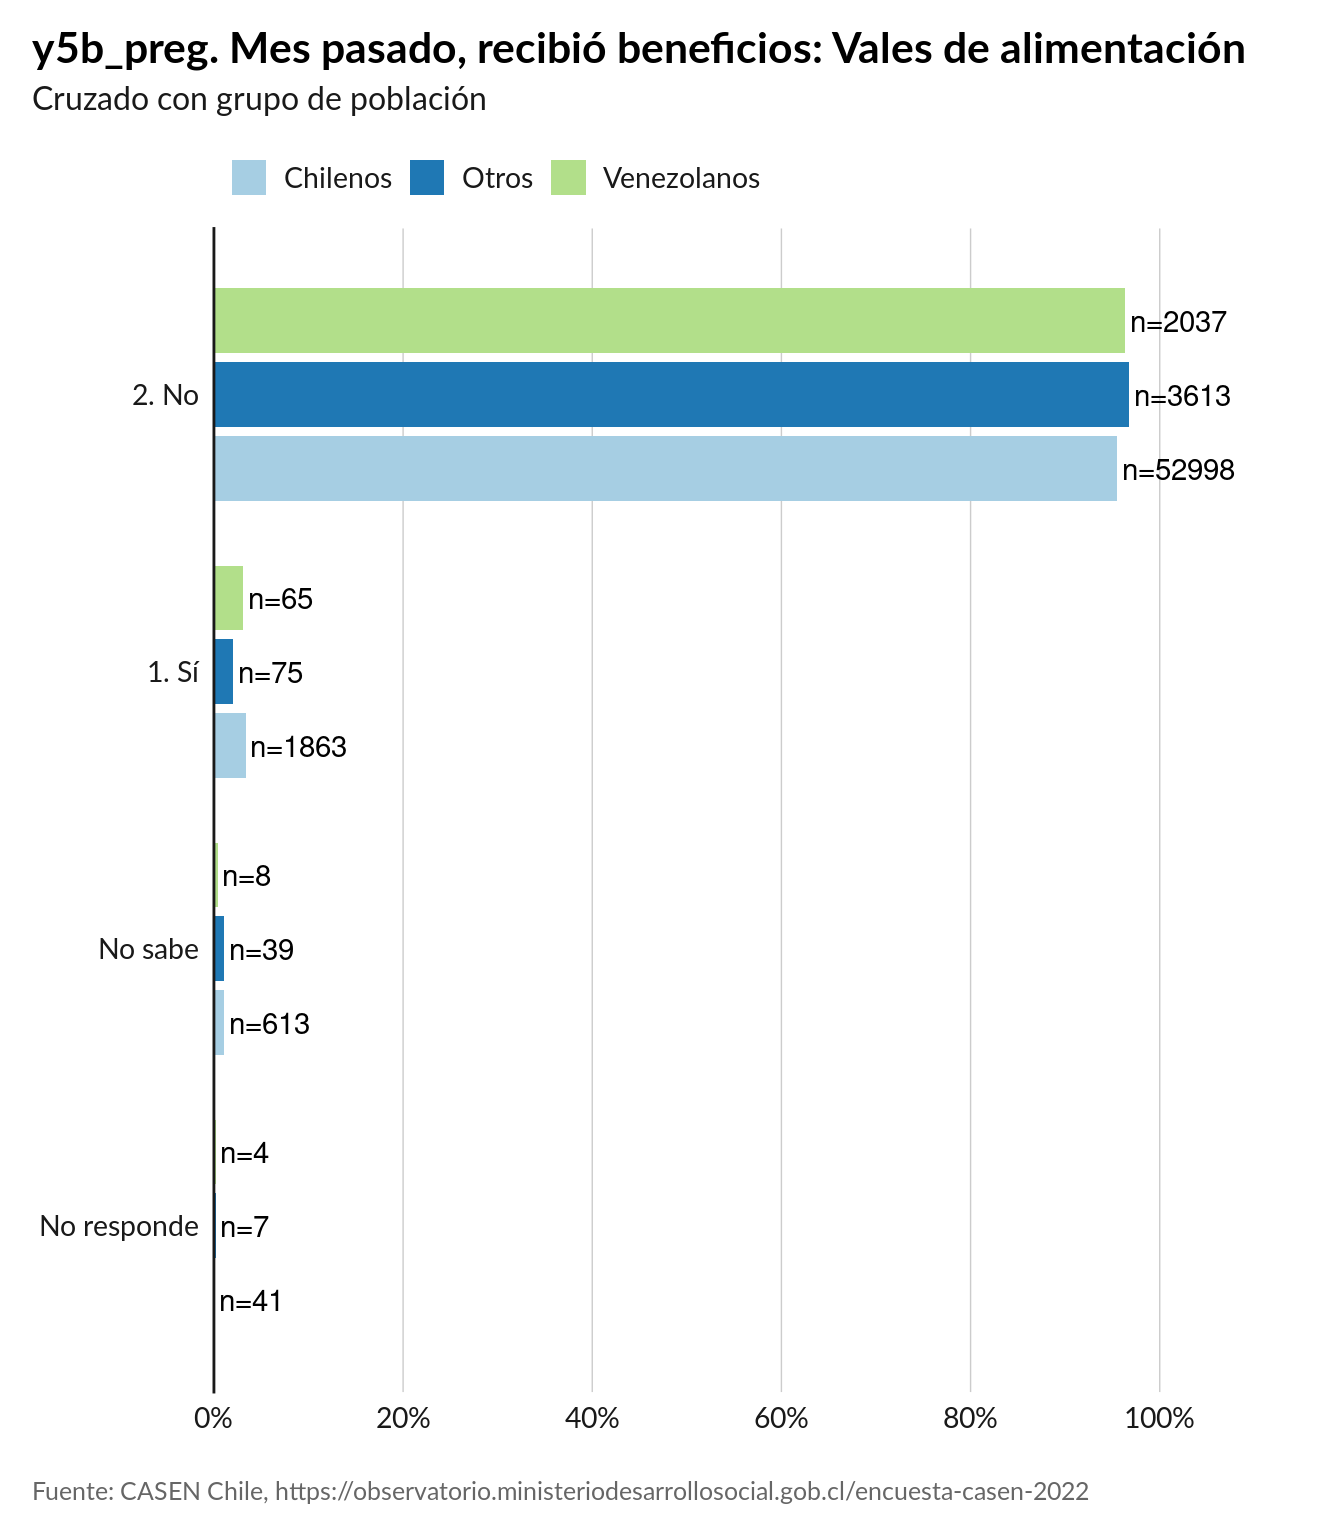 y5b_preg. Mes pasado, recibió beneficios: Vales de alimentación
Cruzado con grupo de población
Chilenos Otros Venezolanos
n=2037
2. No n=3613
n=52998
n=65
1. Sí n=75
n=1863
n=8
No sabe n=39
n=613
n=4
No responde n=7
n=41
0% 20% 40% 60% 80% 100%
Fuente: CASEN Chile, https://observatorio.ministeriodesarrollosocial.gob.cl/encuesta-casen-2022